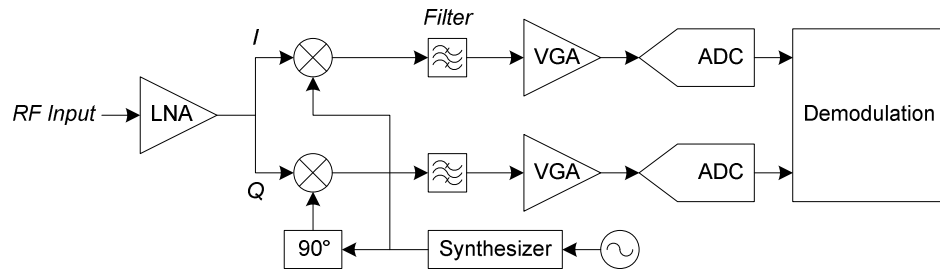 Filter
I
VGA
ADC
RF Input
LNA
Demodulation
VGA
ADC
Q
90°
Synthesizer